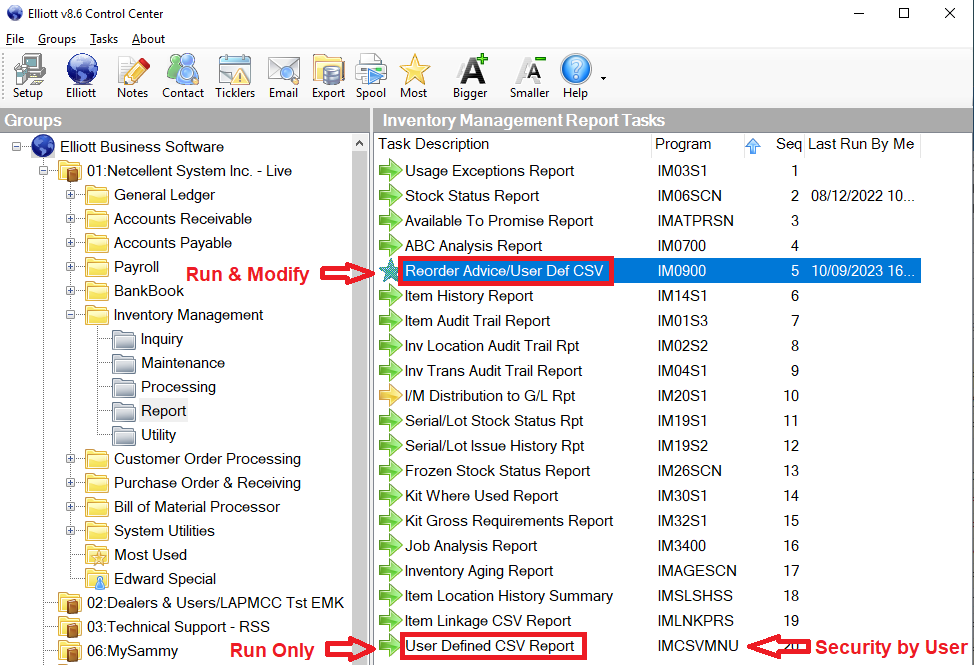 Elliott v8.6 Control Center
File Groups Tasks About
Setup Elliott Notes Contact Ticklers Email Export Spool Most Bigger Smaller Help
Groups
Elliott Business Software
01:Netcellent System Inc. - Live
General Ledger
Accounts Receivable
Accounts Payable
Payroll
BankBook
Inventory Management
Inquiry
Maintenance
Processing
Report
Utility
Customer Order Processing
Purchase Order & Receiving
Bill of Material Processor
System Utilities
Most Used
Edward Special
02:Dealers & Users/LAPMCC Tst EMK
03:Technical Support - RSS
06:MySammy
Inventory Management Report Tasks
Task Description Program Seq Last Run By Me
Usage Exceptions Report IM03S1 1
Stock Status Report IM06SCN 2 08/12/2022 10...
Available To Promise Report IMATPRSN 3
ABC Analysis Report IM0700 4
Run & Modify Reorder Advice/User Def CSV IM0900 5 10/09/2023 16...
Item History Report IM14S1 6
Item Audit Trail Report IM01S3 7
Inv Location Audit Trail Rpt IM02S2 8
Inv Trans Audit Trail Report IM04S1 9
I/M Distribution to G/L Rpt IM20S1 10
Serial/Lot Stock Status Rpt IM19S1 11
Serial/Lot Issue History Rpt IM19S2 12
Frozen Stock Status Report IM26SCN 13
Kit Where Used Report IM30S1 14
Kit Gross Requirements Report IM32S1 15
Job Analysis Report IM3400 16
Inventory Aging Report IMAGESCN 17
Item Location History Summary IMSLSHSS 18
Item Linkage CSV Report IMLNKPRS 19
Run Only User Defined CSV Report IMCSVMNU 20 Security by User